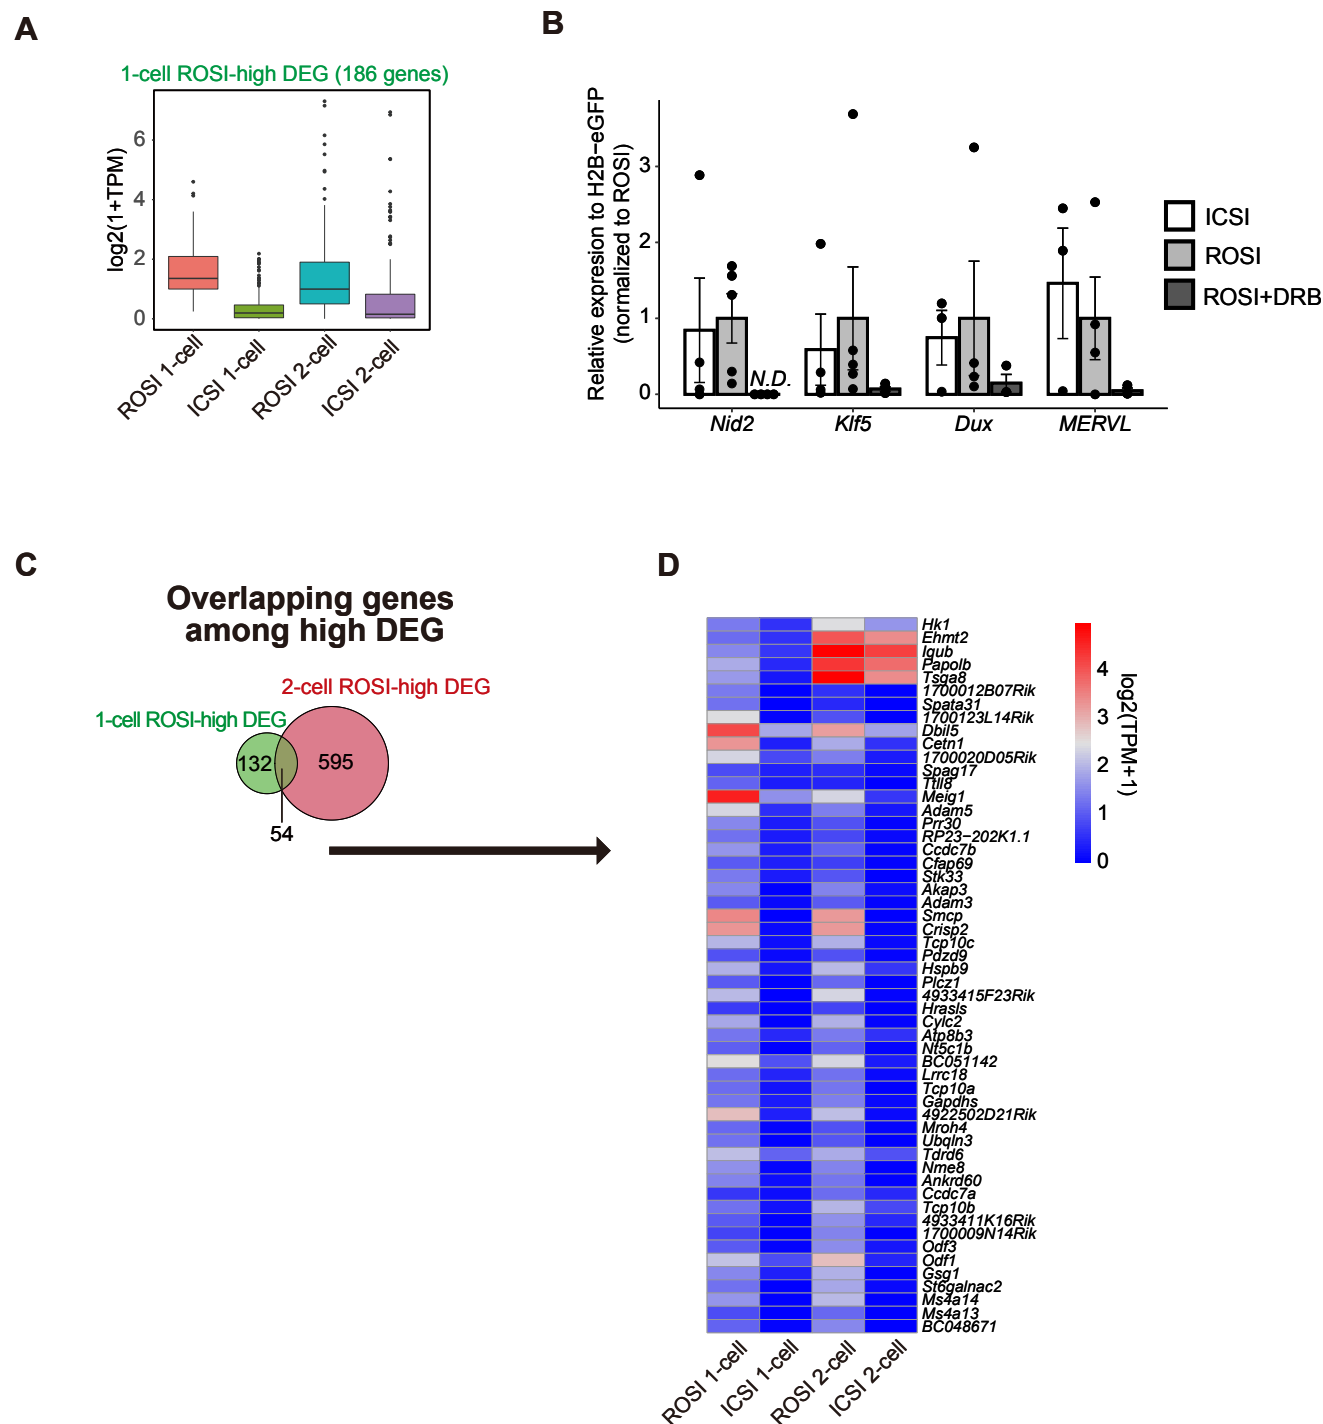 A
1-cell ROSI-high DEG (186 genes)
log2(1+TPM)
6
4
2
0
ROSI 1-cell
ICSI 1-cell
ROSI 2-cell
ICSI 2-cell
B
Relative expresion to H2B−eGFP
(normalized to ROSI)
3
2
1
0
N.D.
Nid2
Klf5
Dux
MERVL
ICSI
ROSI
ROSI+DRB
C
Overlapping genes
among high DEG
2-cell ROSI-high DEG
1-cell ROSI-high DEG
132
595
54
D
Hk1
Ehmt2
Iqub
Papolb
Tsga8
1700012B07Rik
Spata31
1700123L14Rik
Dbil5
Cetn1
1700020D05Rik
Spag17
Ttll8
Meig1
Adam5
Prr30
RP23−202K1.1
Ccdc7b
Cfap69
Stk33
Akap3
Adam3
Smcp
Crisp2
Tcp10c
Pdzd9
Hspb9
Plcz1
4933415F23Rik
Hrasls
Cylc2
Atp8b3
Nt5c1b
BC051142
Lrrc18
Tcp10a
Gapdhs
4922502D21Rik
Mroh4
Ubqln3
Tdrd6
Nme8
Ankrd60
Ccdc7a
Tcp10b
4933411K16Rik
1700009N14Rik
Odf3
Odf1
Gsg1
St6galnac2
Ms4a14
Ms4a13
BC048671
ROSI 1-cell
ICSI 1-cell
ROSI 2-cell
ICSI 2-cell
4
3
2
1
0
log2(TPM+1)